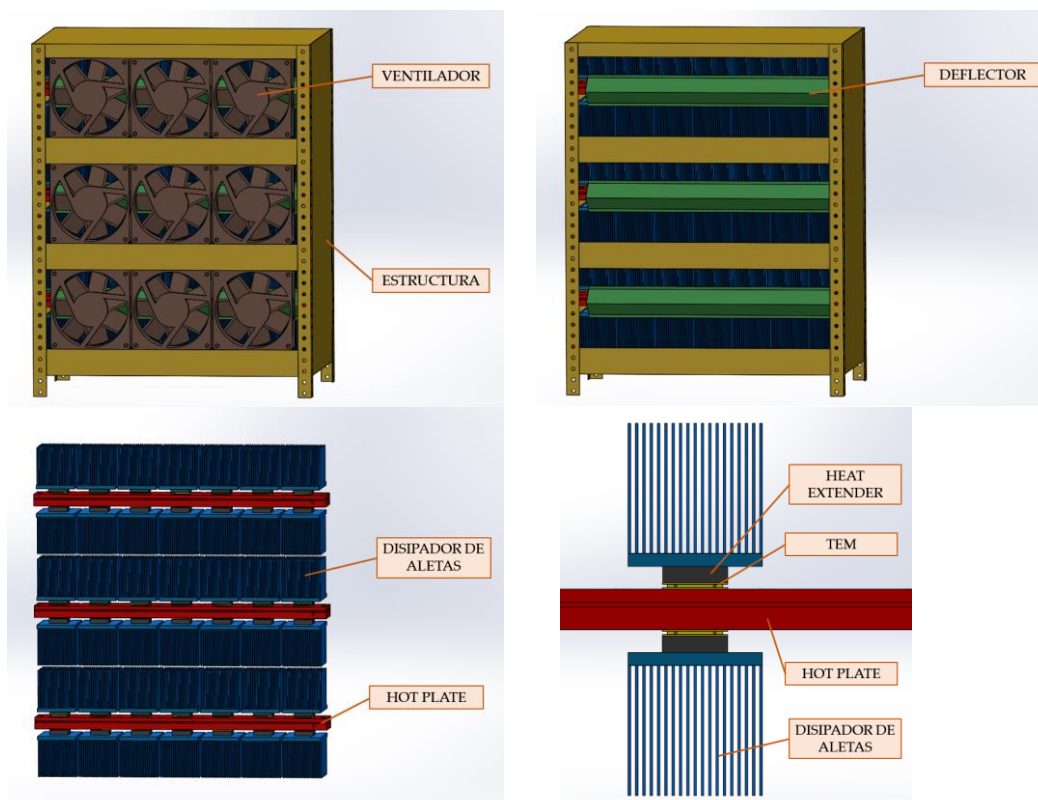 VENTILADOR
DEFLECTOR
ESTRUCTURA
HEAT
EXTENDER
TEM
DISIPADOR DE
ALETAS
HOT PLATE
HOT PLATE
DISIPADOR DE
ALETAS